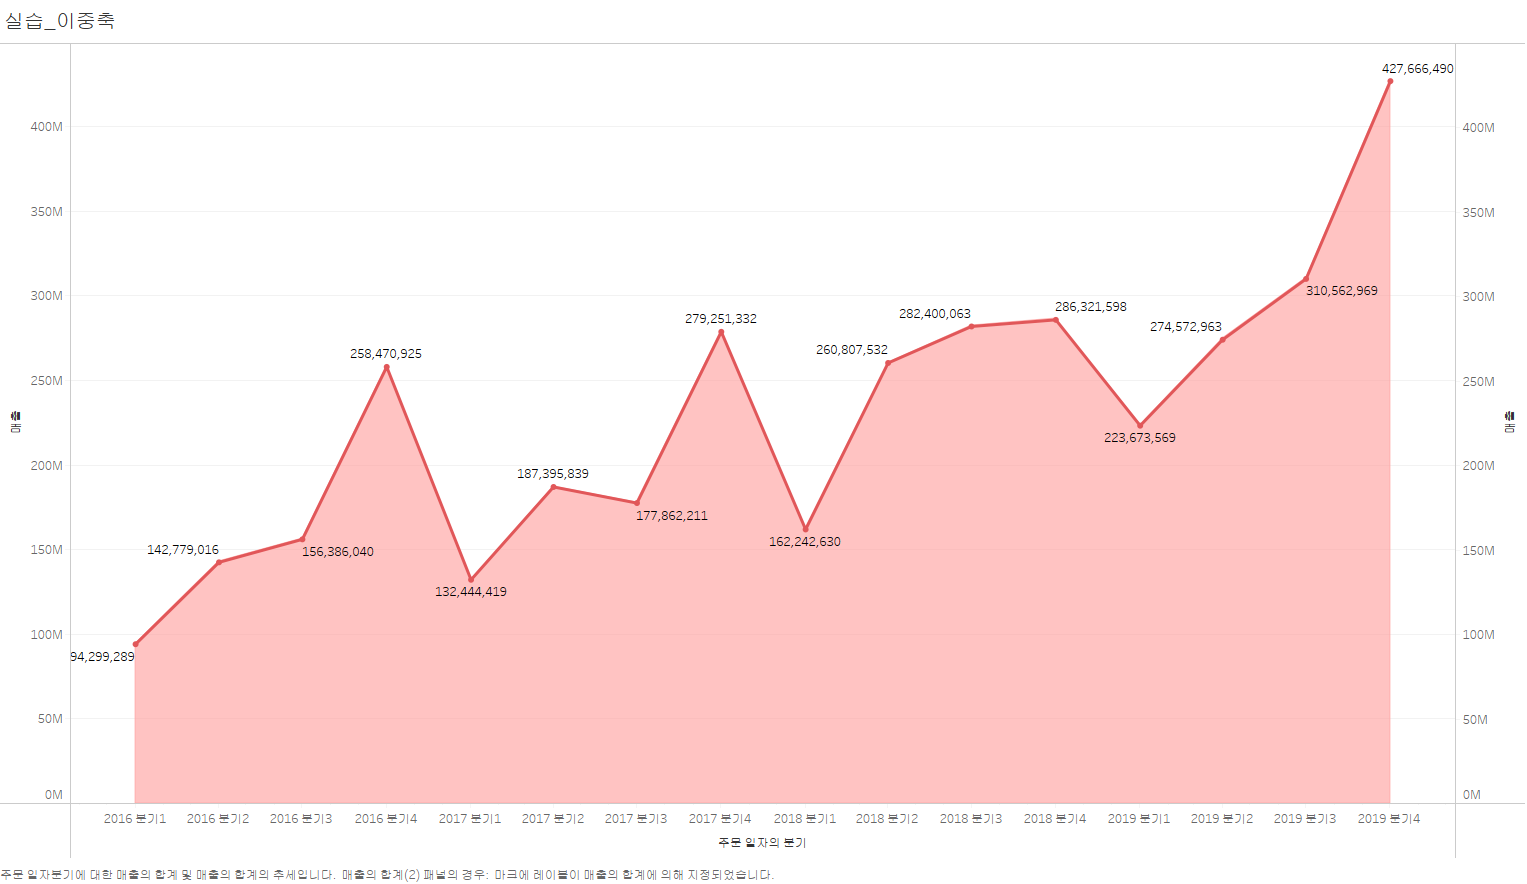 실습_이중축
427,666,490
400M
400M
350M
350M
300M
300M
250M
250M
200M
200M
150M
150M
100M
100M
50M
50M
0M
0M
매출
매출
94,299,289
142,779,016
156,386,040
258,470,925
132,444,419
187,395,839
177,862,211
279,251,332
162,242,630
260,807,532
282,400,063
286,321,598
223,673,569
274,572,963
310,562,969
2016 분기1 2016 분기2 2016 분기3 2016 분기4 2017 분기1 2017 분기2 2017 분기3 2017 분기4 2018 분기1 2018 분기2 2018 분기3 2018 분기4 2019 분기1 2019 분기2 2019 분기3 2019 분기4
주문 일자의 분기
주문 일자분기에 대한 매출의 합계 및 매출의 합계의 추세입니다. 매출의 합계(2) 패널의 경우: 마크에 레이블이 매출의 합계에 의해 지정되었습니다.